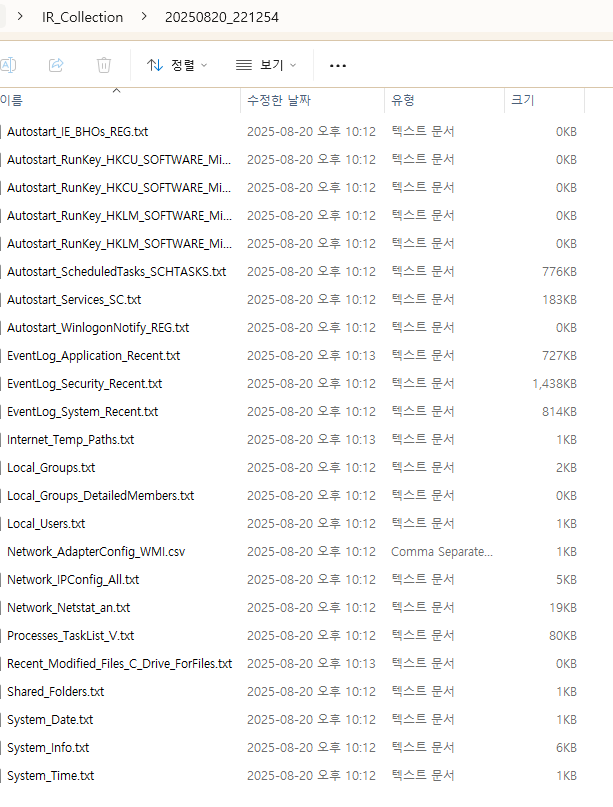 IR_Collection > 20250820_221254
정렬 보기 •••
이름 수정한 날짜 유형 크기
Autostart_IE_BHOs_REG.txt 2025-08-20 오후 10:12 텍스트 문서 0KB
Autostart_RunKey_HKCU_SOFTWARE_Mi... 2025-08-20 오후 10:12 텍스트 문서 0KB
Autostart_RunKey_HKCU_SOFTWARE_Mi... 2025-08-20 오후 10:12 텍스트 문서 0KB
Autostart_RunKey_HKLM_SOFTWARE_Mi... 2025-08-20 오후 10:12 텍스트 문서 0KB
Autostart_RunKey_HKLM_SOFTWARE_Mi... 2025-08-20 오후 10:12 텍스트 문서 0KB
Autostart_ScheduledTasks_SCHTASKS.txt 2025-08-20 오후 10:12 텍스트 문서 776KB
Autostart_Services_SC.txt 2025-08-20 오후 10:12 텍스트 문서 183KB
Autostart_WinlogonNotify_REG.txt 2025-08-20 오후 10:12 텍스트 문서 0KB
EventLog_Application_Recent.txt 2025-08-20 오후 10:13 텍스트 문서 727KB
EventLog_Security_Recent.txt 2025-08-20 오후 10:12 텍스트 문서 1,438KB
EventLog_System_Recent.txt 2025-08-20 오후 10:12 텍스트 문서 814KB
Internet_Temp_Paths.txt 2025-08-20 오후 10:13 텍스트 문서 1KB
Local_Groups.txt 2025-08-20 오후 10:12 텍스트 문서 2KB
Local_Groups_DetailedMembers.txt 2025-08-20 오후 10:12 텍스트 문서 0KB
Local_Users.txt 2025-08-20 오후 10:12 텍스트 문서 1KB
Network_AdapterConfig_WMI.csv 2025-08-20 오후 10:12 Comma Separate... 1KB
Network_IPConfig_All.txt 2025-08-20 오후 10:12 텍스트 문서 5KB
Network_Netstat_an.txt 2025-08-20 오후 10:12 텍스트 문서 19KB
Processes_TaskList_V.txt 2025-08-20 오후 10:12 텍스트 문서 80KB
Recent_Modified_Files_C_Drive_ForFiles.txt 2025-08-20 오후 10:13 텍스트 문서 0KB
Shared_Folders.txt 2025-08-20 오후 10:12 텍스트 문서 1KB
System_Date.txt 2025-08-20 오후 10:12 텍스트 문서 1KB
System_Info.txt 2025-08-20 오후 10:12 텍스트 문서 6KB
System_Time.txt 2025-08-20 오후 10:12 텍스트 문서 1KB